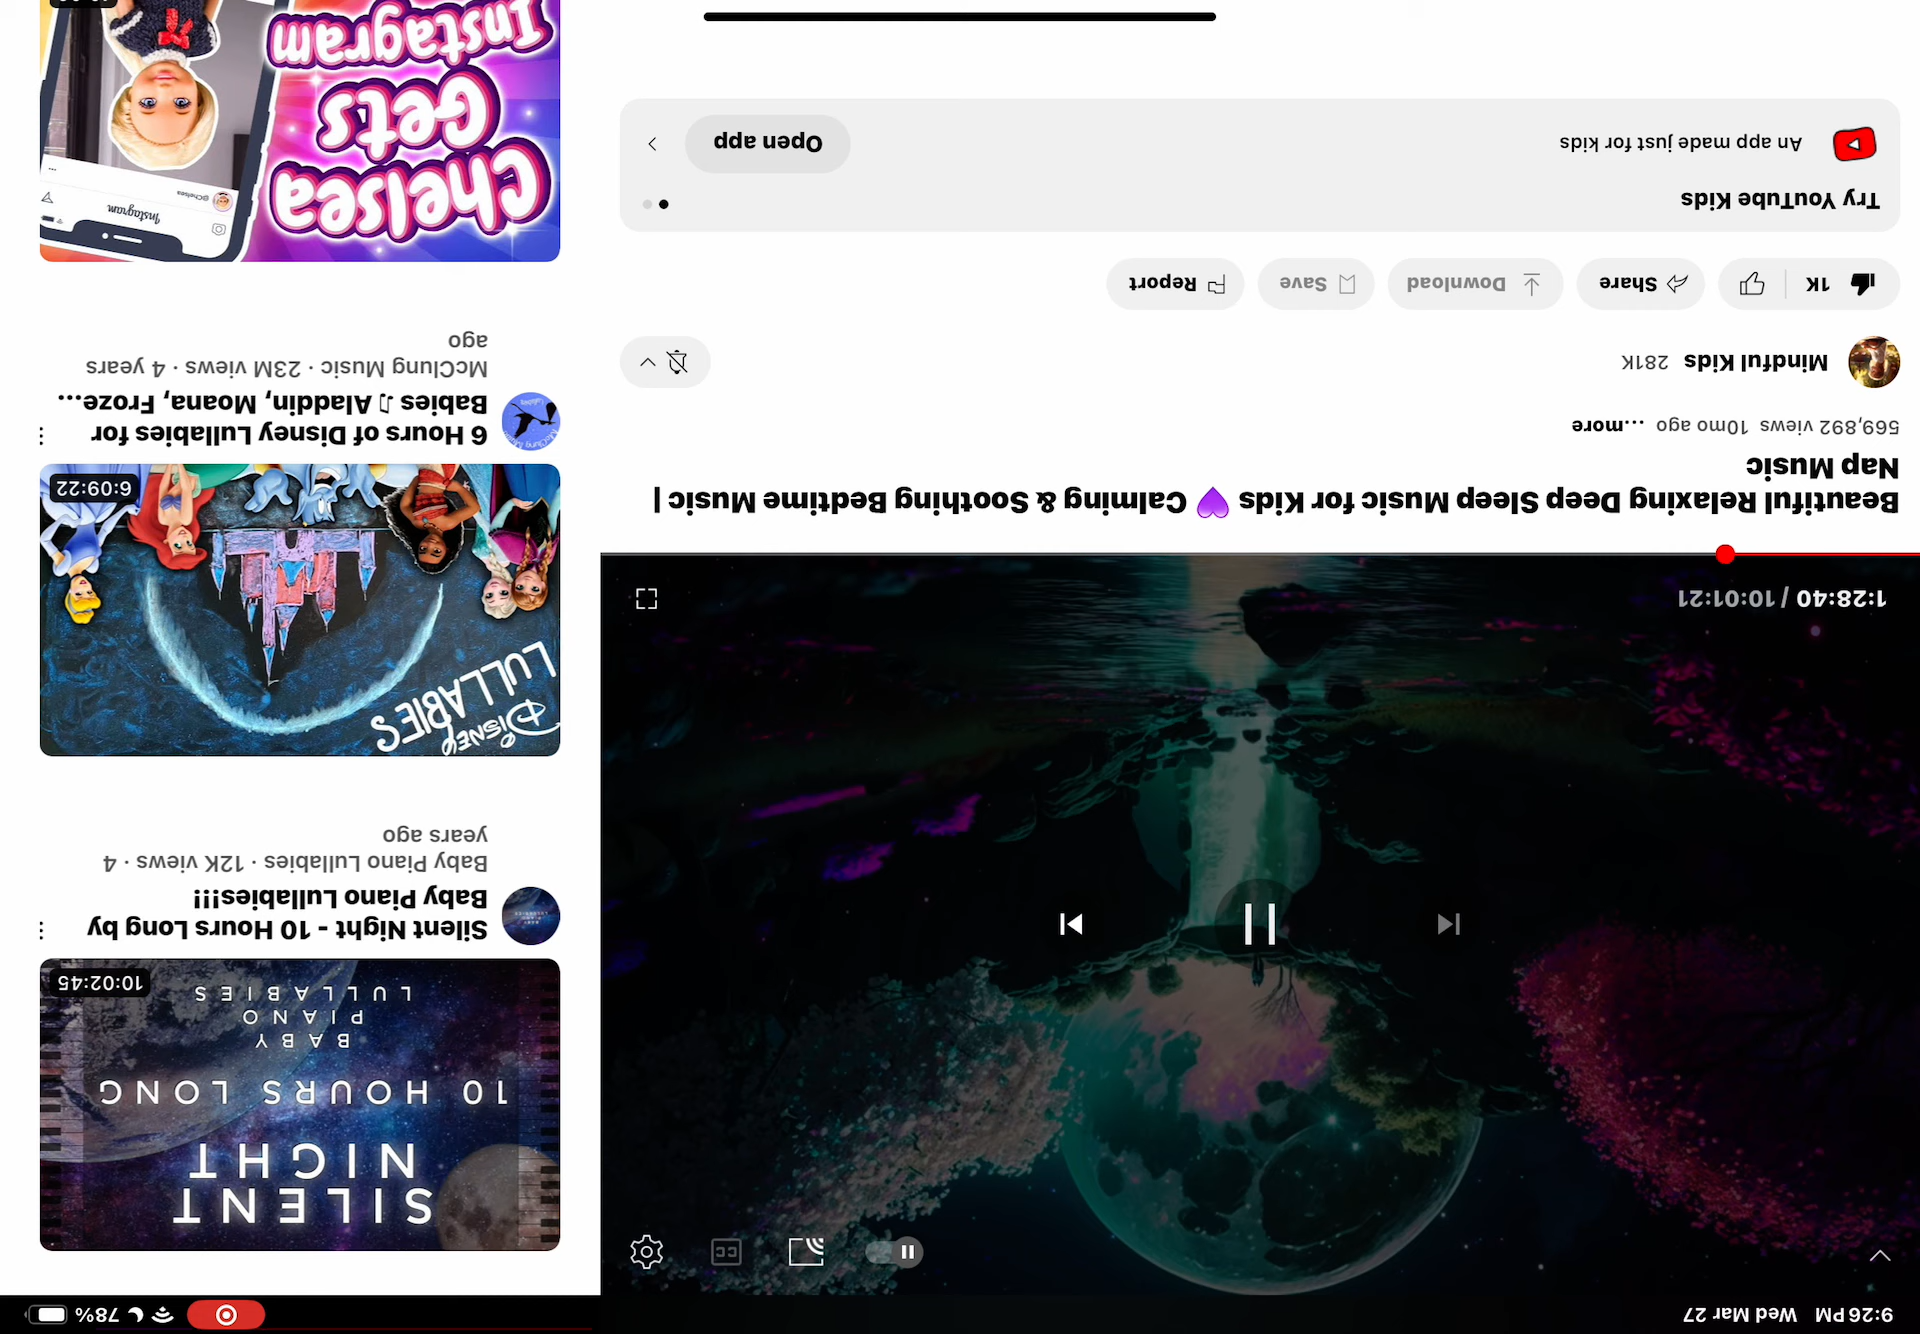 9:26 PM Wed Mar 27
78%
1:28:40 / 10:01:21
Beautiful Relaxing Deep Sleep Music for Kids 💜 Calming & Soothing Bedtime Music |
Nap Music
569,892 views 10mo ago ...more
Mindful Kids 281K
1K
Share
Download
Save
Report
Try YouTube Kids
An app made just for kids
Open app
SILENT
NIGHT
10 HOURS LONG
BABY
PIANO
LULLABIES
10:02:45
Silent Night - 10 Hours Long by
Baby Piano Lullabies!!!
Baby Piano Lullabies · 12K views · 4
years ago
DISNEY
LULLABIES
6:09:22
6 Hours of Disney Lullabies for
Babies ♫ Aladdin, Moana, Froze...
McClung Music · 23M views · 4 years
ago
Chelsea
Gets
Instagram
Instagram
@Chelsea